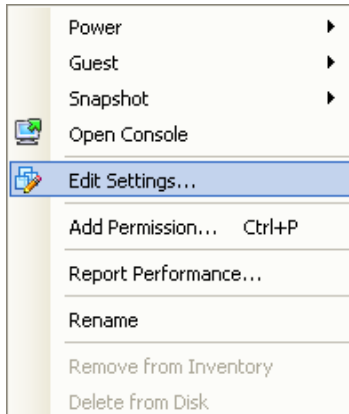 Power
Guest
Snapshot
Open Console
Edit Settings...
Add Permission... Ctrl+P
Report Performance...
Rename
Remove from Inventory
Delete from Disk